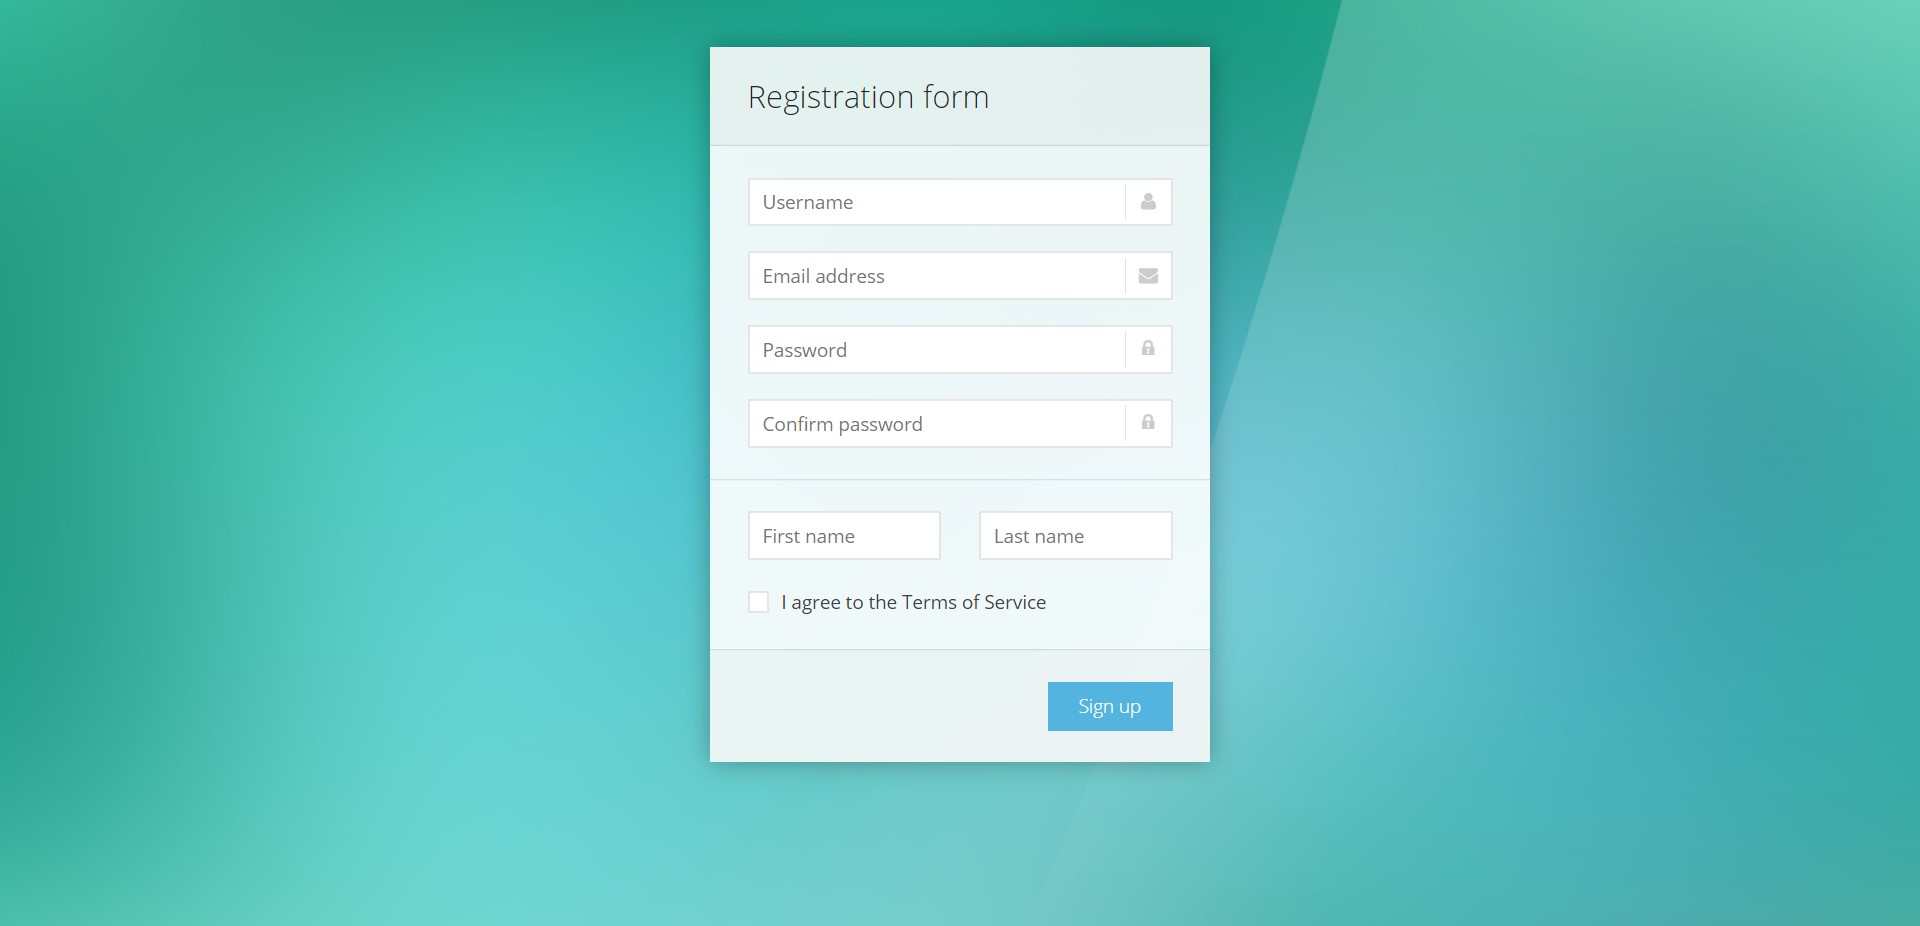 Registration form
Username
Email address
Password
Confirm password
First name
Last name
I agree to the Terms of Service
Sign up